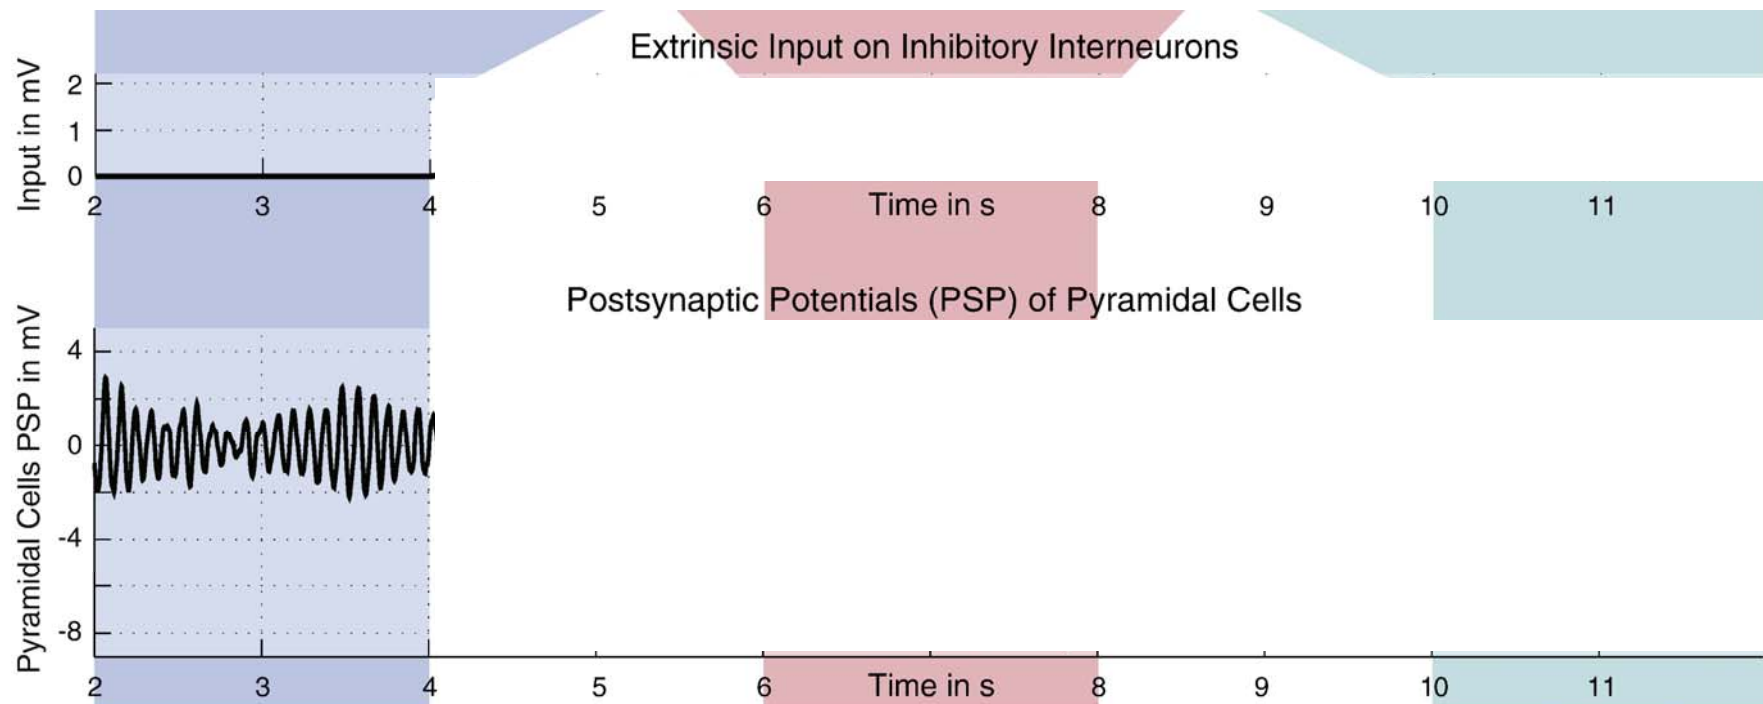 Extrinsic Input on Inhibitory Interneurons
Input in mV
2
1
0
2 3 4 5 6 Time in s 8 9 10 11
Postsynaptic Potentials (PSP) of Pyramidal Cells
Pyramidal Cells PSP in mV
4
0
-4
-8
2 3 4 5 6 Time in s 8 9 10 11